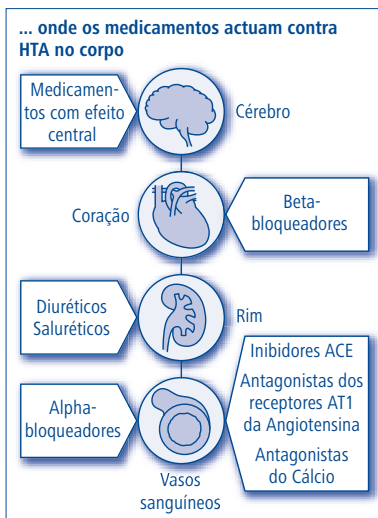 ... onde os medicamentos actuam contra
HTA no corpo
Medicamen-
tos com efeito
central
Cérebro
Coração
Beta-
bloqueadores
Diuréticos
Saluréticos
Rim
Alpha-
bloqueadores
Vasos
sanguíneos
Inibidores ACE
Antagonistas dos
receptores AT1
da Angiotensina
Antagonistas
do Cálcio